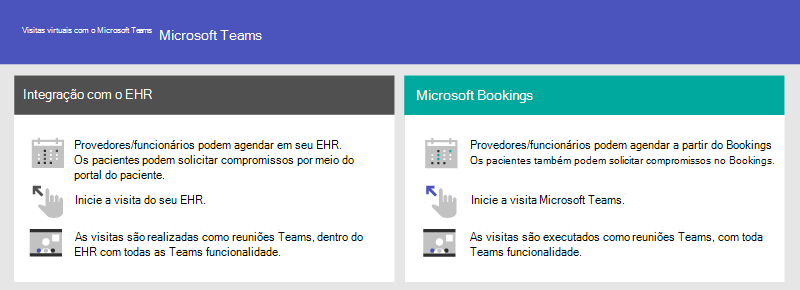 Visitas virtuais com o Microsoft Teams Microsoft Teams
Integração com o EHR
Provedores/funcionários podem agendar em seu EHR.
Os pacientes podem solicitar compromissos por meio do
portal do paciente.
Inicie a visita do seu EHR.
As visitas são realizadas como reuniões Teams, dentro do
EHR com todas as Teams funcionalidade.
Microsoft Bookings
Provedores/funcionários podem agendar a partir do Bookings
Os pacientes também podem solicitar compromissos no Bookings.
Inicie a visita Microsoft Teams.
As visitas são executados como reuniões Teams, com toda
Teams funcionalidade.